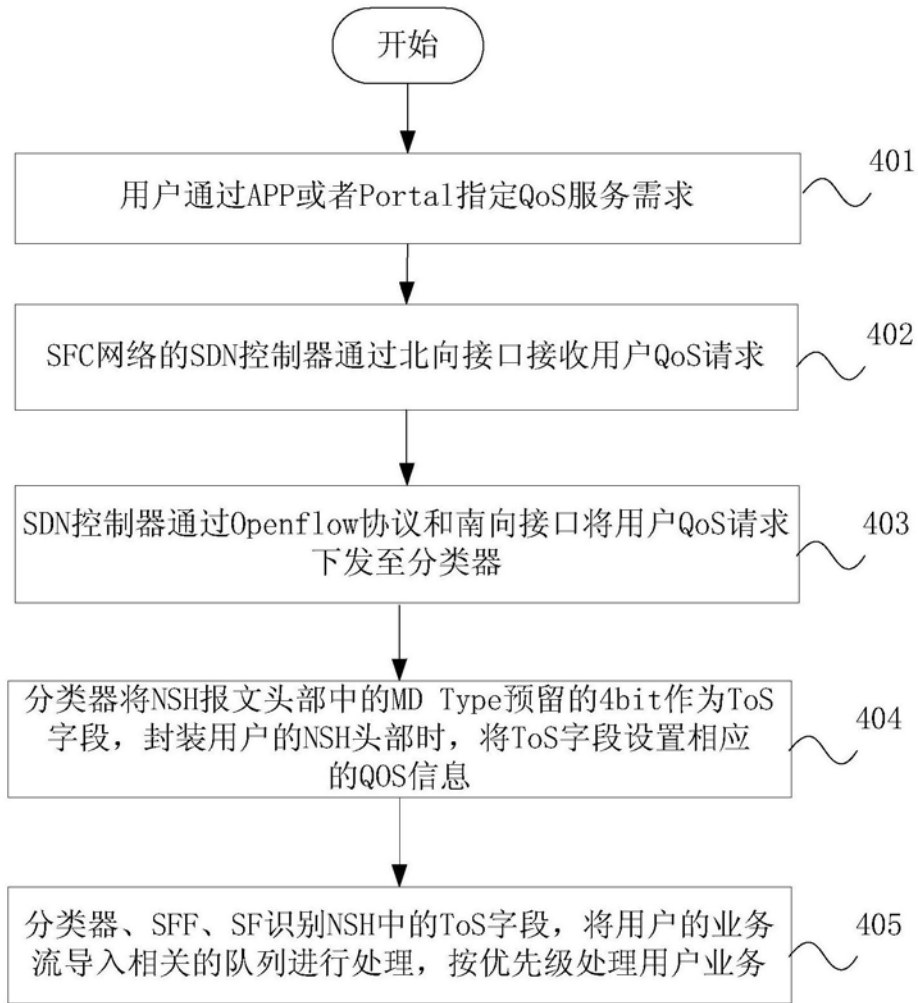 开始
用户通过APP或者Portal指定QoS服务需求
401
SFC网络的SDN控制器通过北向接口接收用户QoS请求
402
SDN控制器通过Openflow协议和南向接口将用户QoS请求
下发至分类器
403
分类器将NSH报文头部中的MD Type预留的4bit作为ToS
字段，封装用户的NSH头部时，将ToS字段设置相应
的QOS信息
404
分类器、SFF、SF识别NSH中的ToS字段，将用户的业务
流导入相关的队列进行处理，按优先级处理用户业务
405